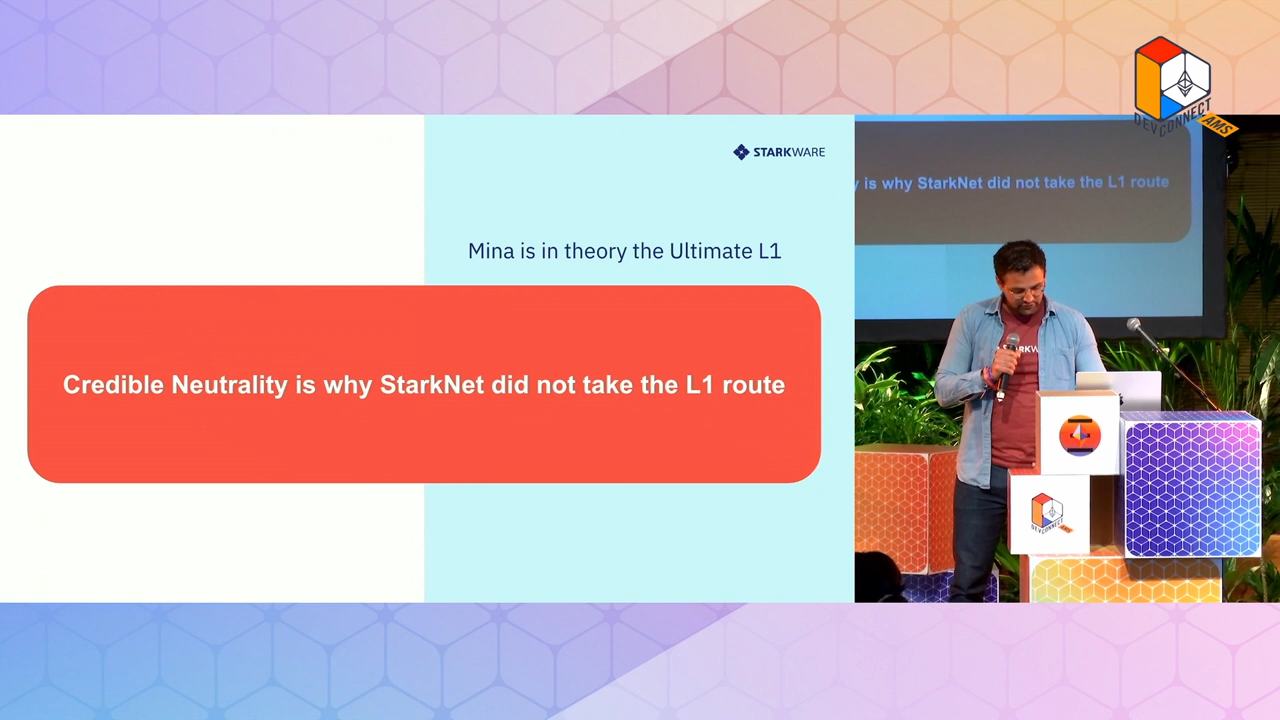 DEVCONNECT
AMS
STARKWARE
Mina is in theory the Ultimate L1
Credible Neutrality is why StarkNet did not take the L1 route
y is why StarkNet did not take the L1 route
STARKW
DEVCONNECT